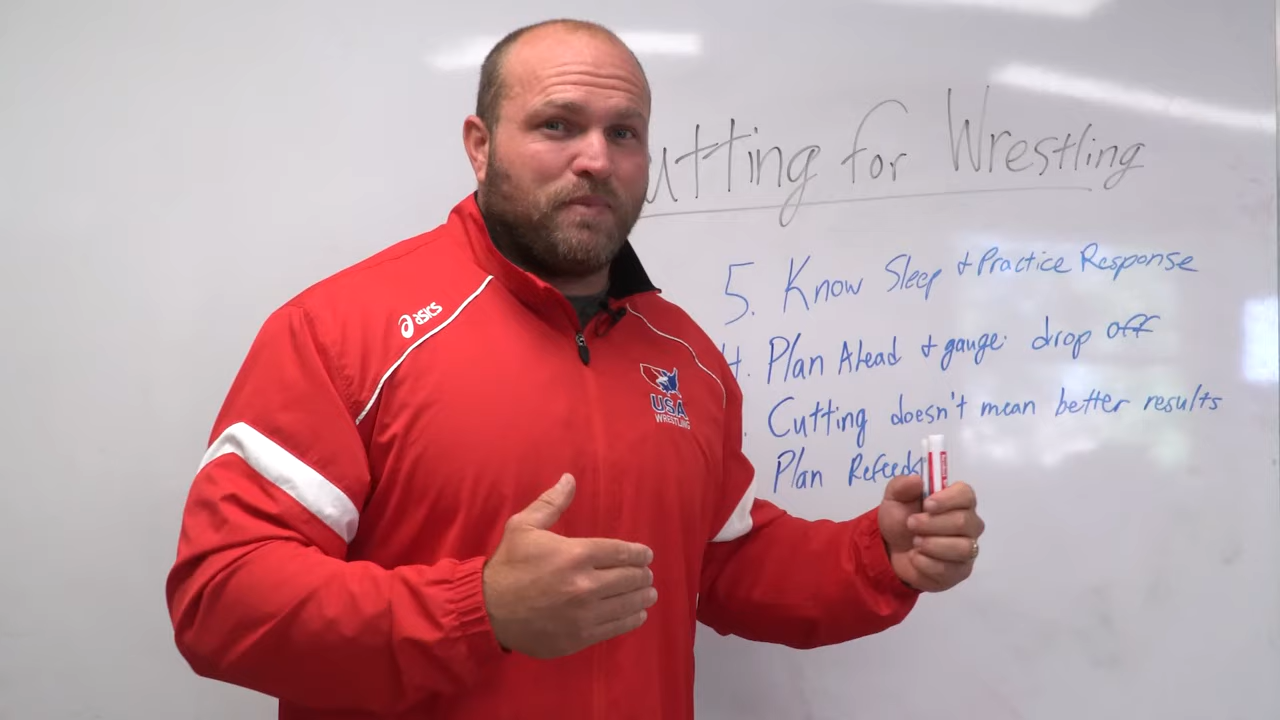 utting for Wrestling
5. Know Sleep + Practice Response
4. Plan Ahead + gauge. drop off
. Cutting doesn't mean better results
Plan Refeeds
asics
USA
WRESTLING